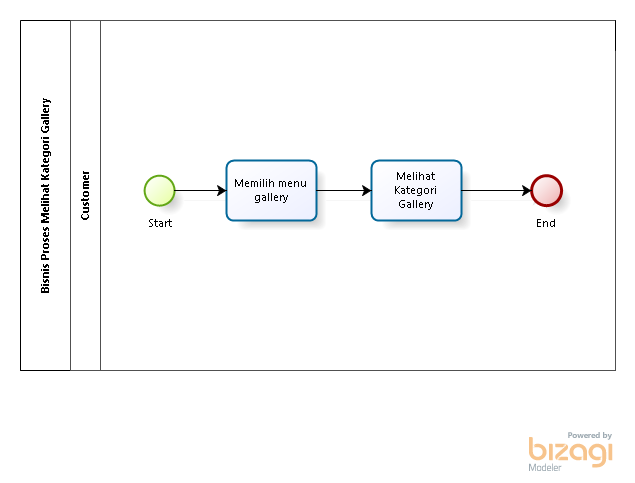 Bisnis Proses Melihat Kategori Gallery
Customer
Start
Memilih menu
gallery
Melihat
Kategori
Gallery
End
Powered by
bizagi
Modeler